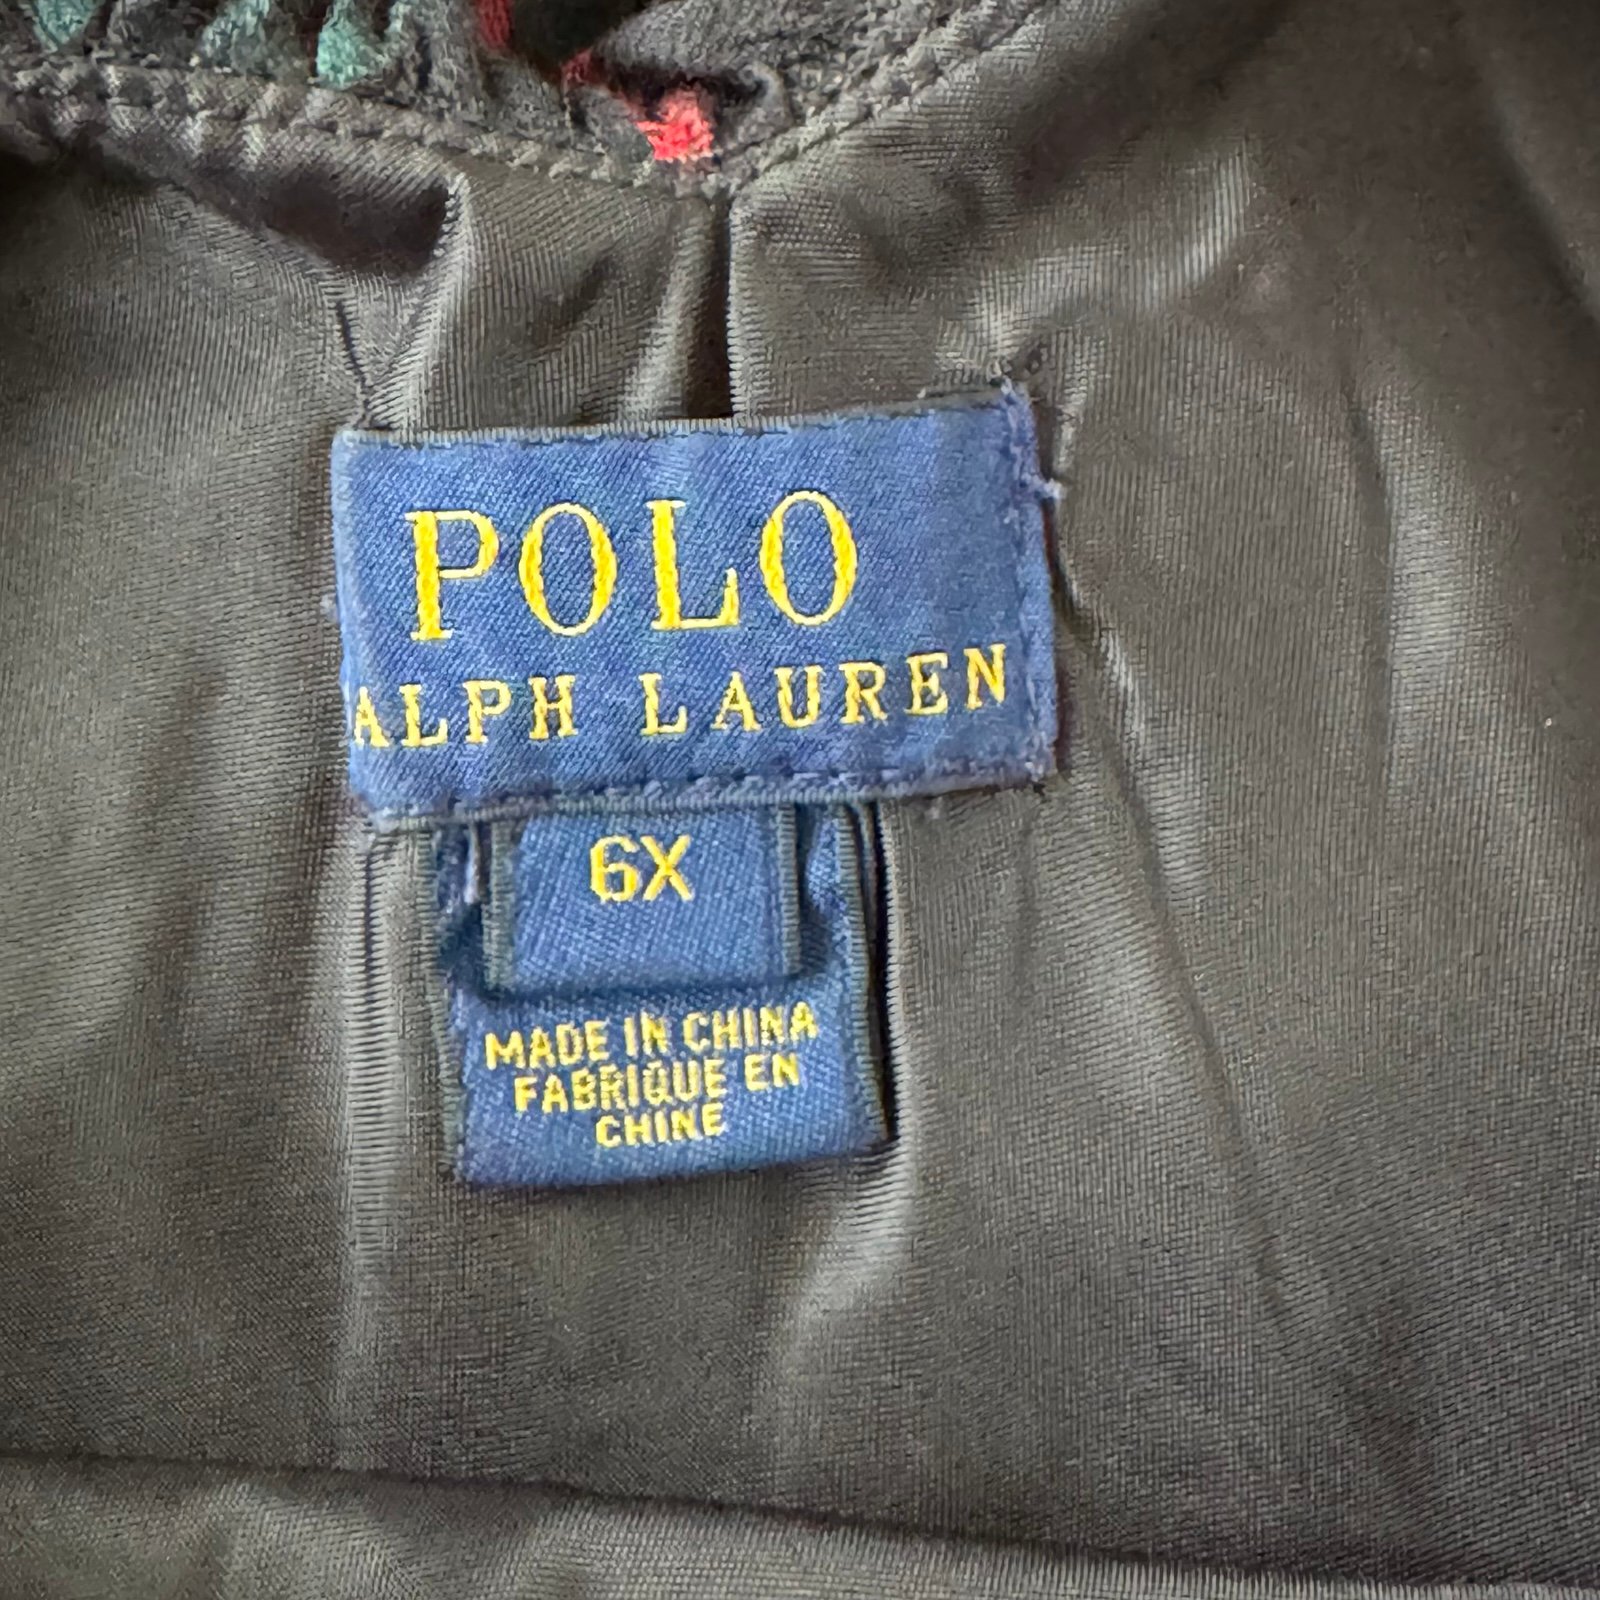 POLO
ALPH LAUREN
6X
MADE IN CHINA
FABRIQUE EN
CHINE